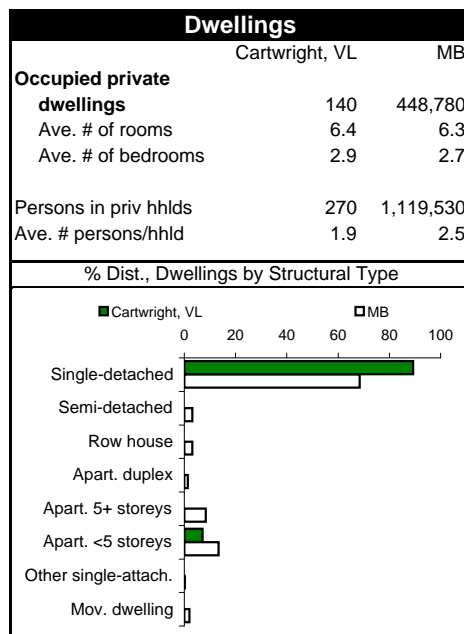 Dwellings
Cartwright, VL MB
Occupied private
dwellings 140 448,780
Ave. # of rooms 6.4 6.3
Ave. # of bedrooms 2.9 2.7
Persons in priv hhlds 270 1,119,530
Ave. # persons/hhld 1.9 2.5
% Dist., Dwellings by Structural Type
Cartwright, VL MB
0 20 40 60 80 100
Single-detached
Semi-detached
Row house
Apart. duplex
Apart. 5+ storeys
Apart. <5 storeys
Other single-attach.
Mov. dwelling